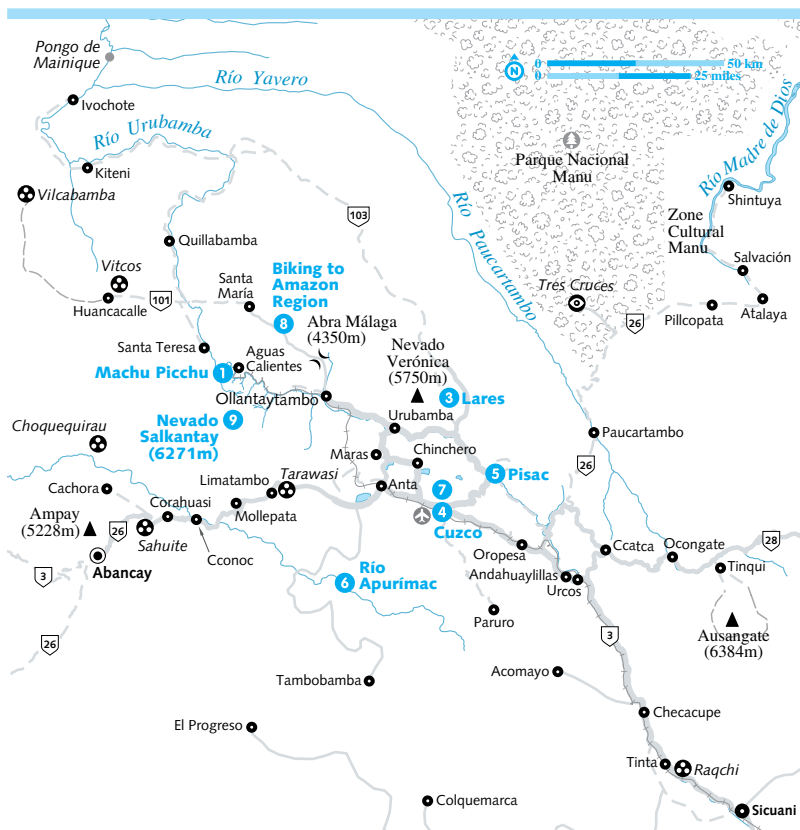 Pongo de
Mainique
Río Yavero
0 50 km
N
0 25 miles
Ivochote
Río Urubamba
Río Madre de Dios
Parque Nacional
Manu
Kiteni
Vilcabamba
Shintuya
Río Paucartambo
103
Zone
Cultural
Manu
Quillabamba
Salvación
Vitcos
Santa
María
Biking to
Amazon
Region
8
Tres Cruces
Huancacalle
101
Abra Málaga
(4350m)
26
Pillcopata
Atalaya
Santa Teresa
Aguas
Calientes
Nevado
Verónica
(5750m)
Machu Picchu
1
Ollantaytambo
3
Lares
9
Nevado
Salkantay
(6271m)
Urubamba
Choquequirau
Paucartambo
Maras
Chinchero
26
5
Pisac
Limatambo
Tarawasi
Cachora
Anta
7
Corahuasi
Mollepata
4
Cuzco
Ampay
(5228m)
26
Sahuite
Cconoc
Oropesa
Ccatca
Ocongate
28
Abancay
3
Río
Apurímac
6
Andahuaylillas
Urcos
Tinqui
Paruro
Ausangate
(6384m)
3
26
Tambobamba
Acomayo
El Progreso
Checacupe
Tinta
Raqchi
Colquemarca
Sicuani